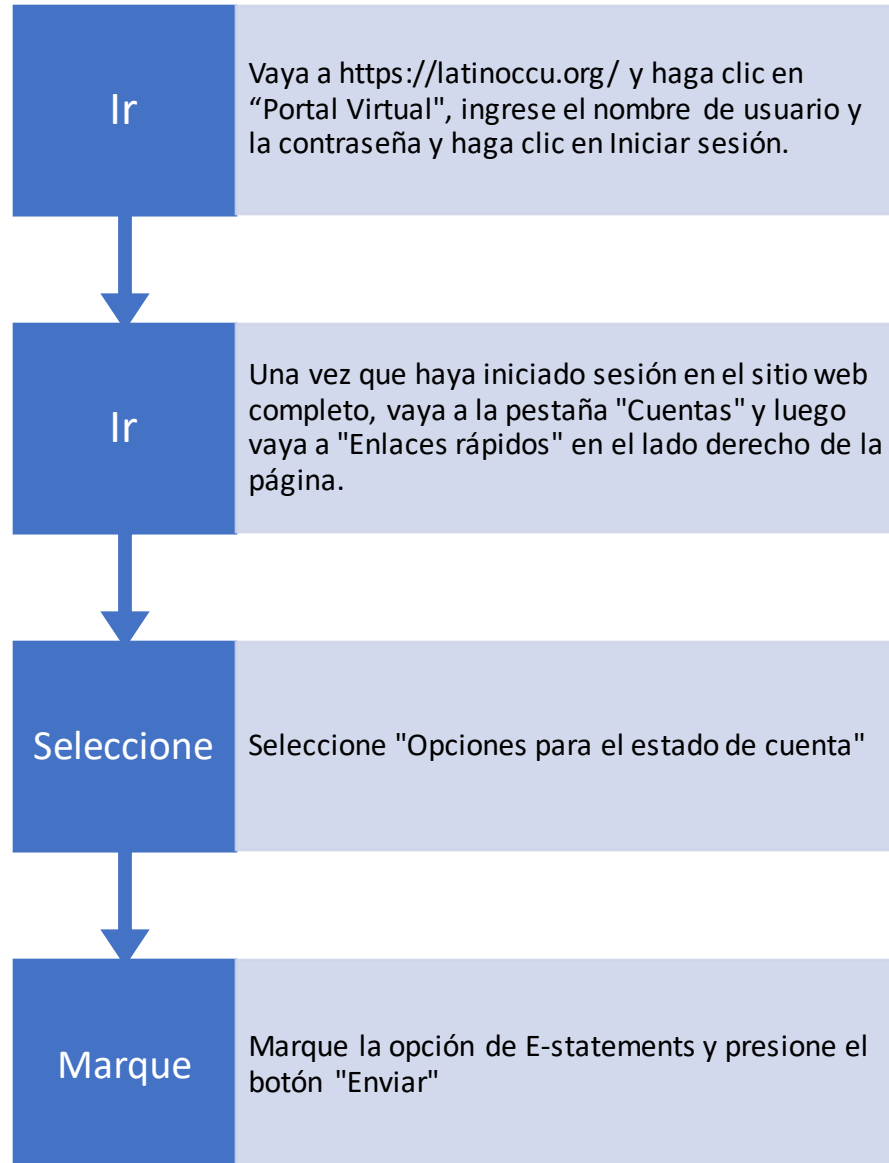 Ir
Vaya a https://latinoccu.org/ y haga clic en
“Portal Virtual", ingrese el nombre de usuario y
la contraseña y haga clic en Iniciar sesión.
Ir
Una vez que haya iniciado sesión en el sitio web
completo, vaya a la pestaña "Cuentas" y luego
vaya a "Enlaces rápidos" en el lado derecho de la
página.
Seleccione
Seleccione "Opciones para el estado de cuenta"
Marque
Marque la opción de E-statements y presione el
botón "Enviar"